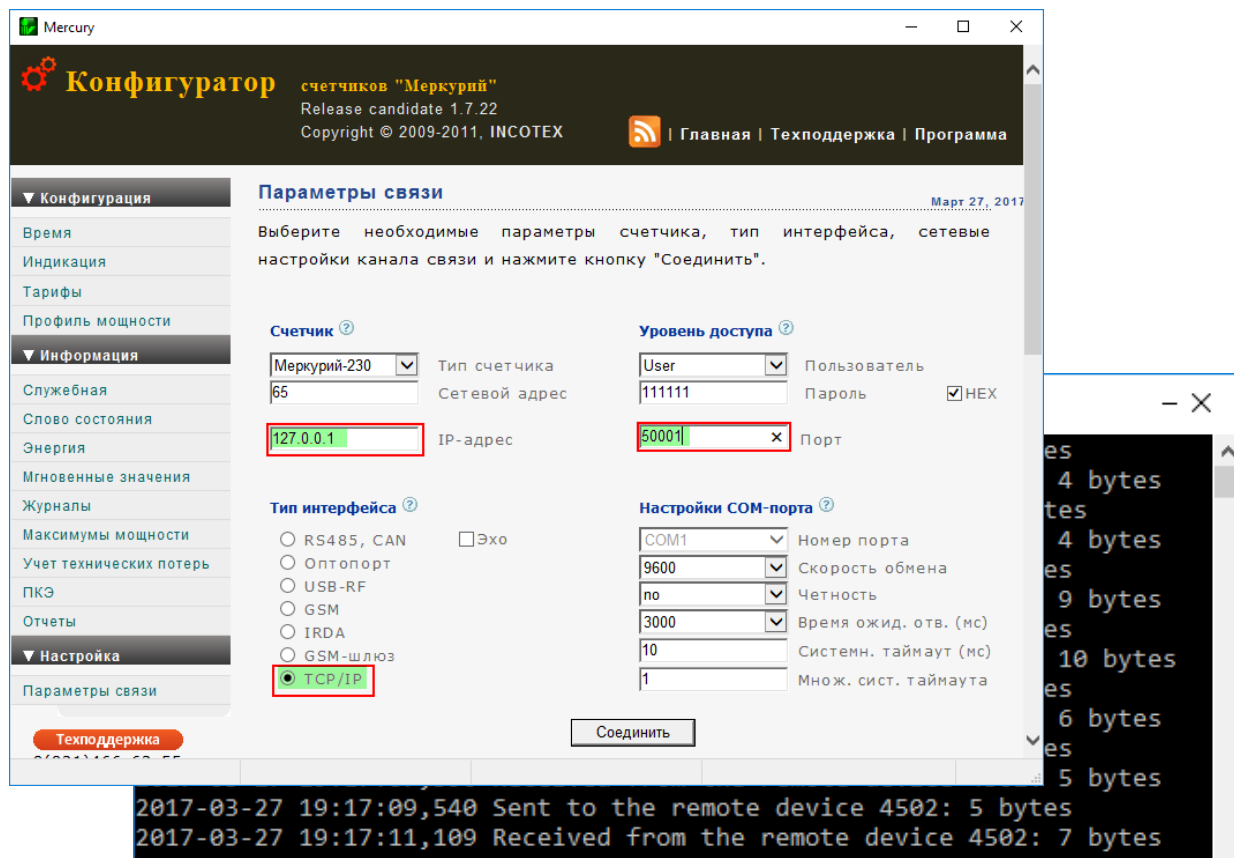 Mercury
Конфигуратор
счетчиков "Меркурий"
Release candidate 1.7.22
Copyright © 2009-2011, INCOTEX
| Главная | Техподдержка | Программа
▼ Конфигурация
Время
Индикация
Тарифы
Профиль мощности
▼ Информация
Служебная
Слово состояния
Энергия
Мгновенные значения
Журналы
Максимумы мощности
Учет технических потерь
ПКЭ
Отчеты
▼ Настройка
Параметры связи
Техподдержка
Параметры связи
Март 27, 2017
Выберите необходимые параметры счетчика, тип интерфейса, сетевые
настройки канала связи и нажмите кнопку "Соединить".
Счетчик ?
Меркурий-230 Тип счетчика
65 Сетевой адрес
127.0.0.1 IP-адрес
Уровень доступа ?
User Пользователь
111111 Пароль HEX
50001 Порт
Тип интерфейса ?
RS485, CAN Эхо
Оптопорт
USB-RF
GSM
IRDA
GSM-шлюз
TCP/IP
Настройки COM-порта ?
COM1 Номер порта
9600 Скорость обмена
no Четность
3000 Время ожид. отв. (мс)
10 Системн. таймаут (мс)
1 Множ. сист. таймаута
Соединить
es
4 bytes
tes
4 bytes
es
9 bytes
es
10 bytes
es
6 bytes
es
5 bytes
2017-03-27 19:17:09,540 Sent to the remote device 4502: 5 bytes
2017-03-27 19:17:11,109 Received from the remote device 4502: 7 bytes